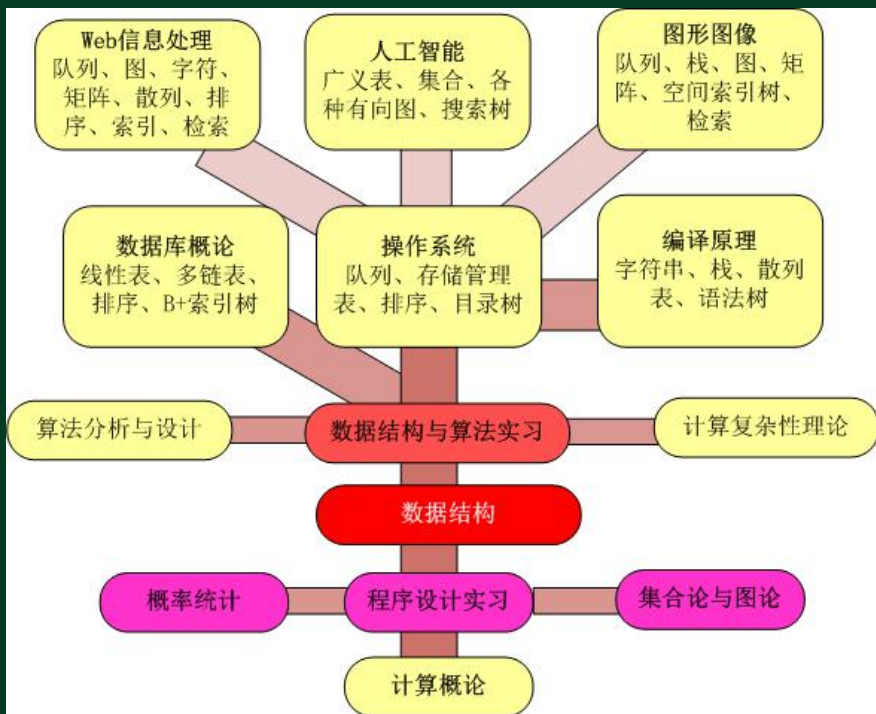 Web信息处理
队列、图、字符、
矩阵、散列、排
序、索引、检索
人工智能
广义表、集合、各
种有向图、搜索树
图形图像
队列、栈、图、矩
阵、空间索引树、
检索
数据库概论
线性表、多链表、
排序、B+索引树
操作系统
队列、存储管理
表、排序、目录树
编译原理
字符串、栈、散列
表、语法树
算法分析与设计
数据结构与算法实习
计算复杂性理论
数据结构
概率统计
程序设计实习
集合论与图论
计算概论